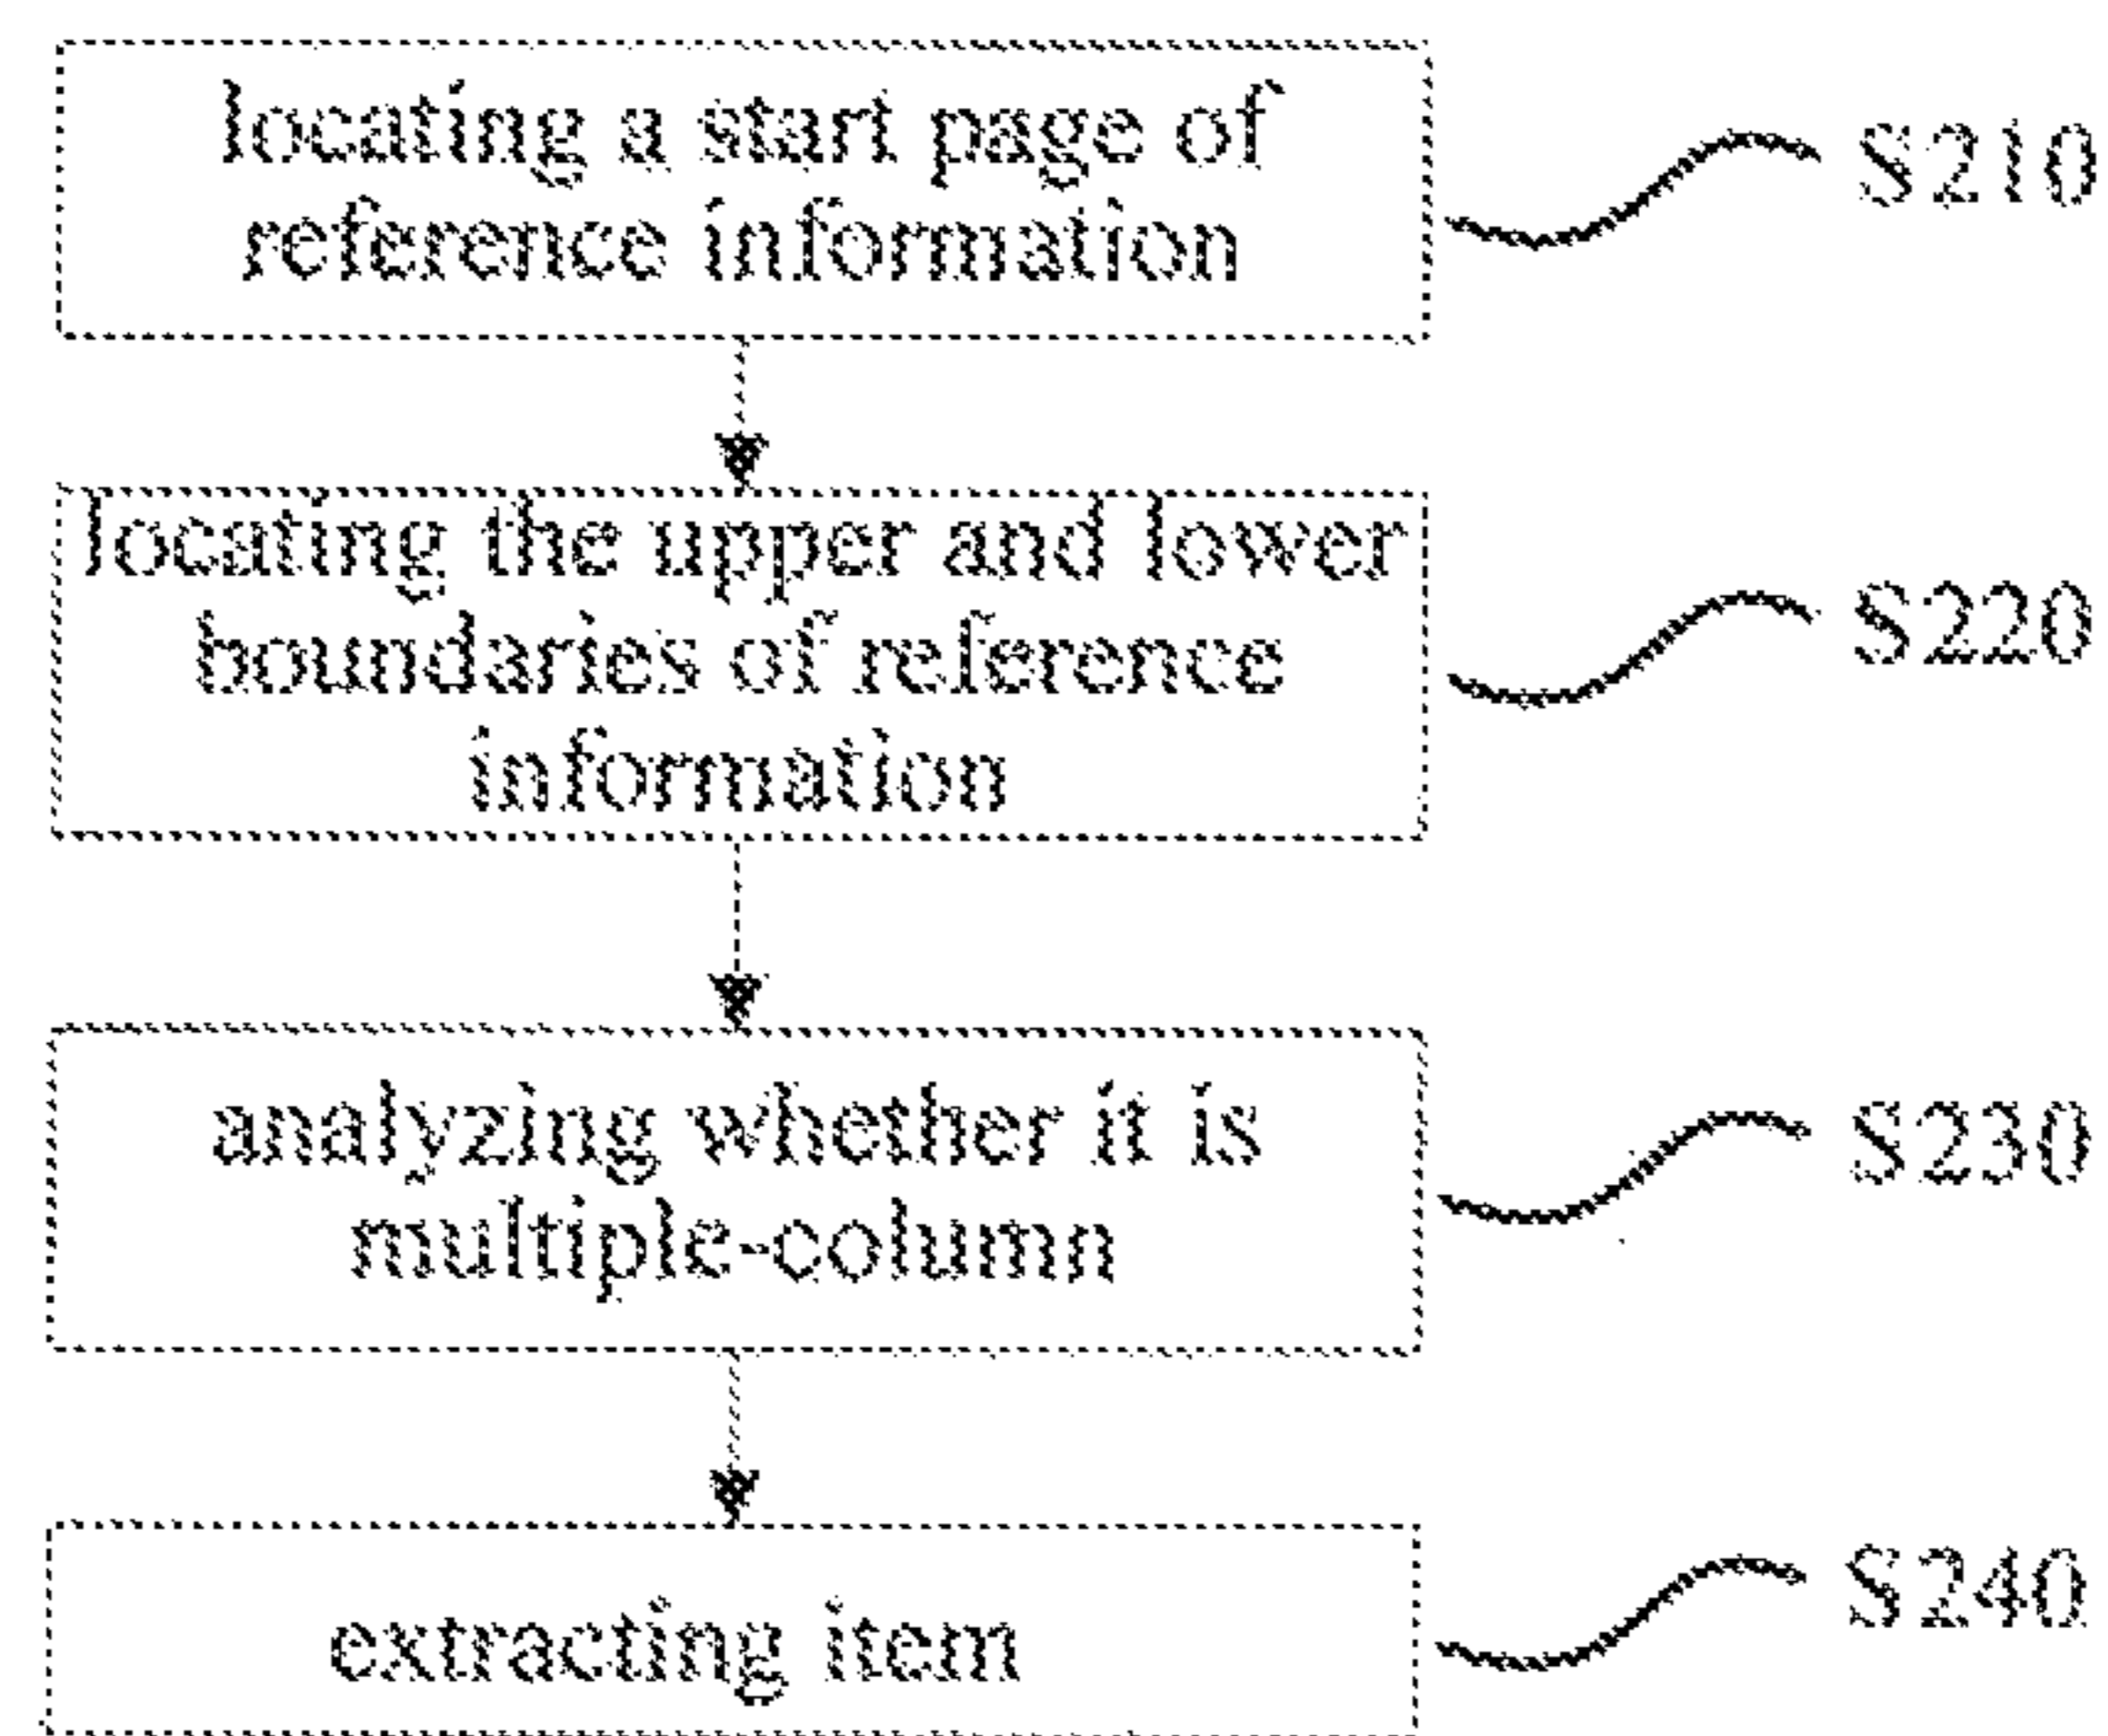 locating a start page of
reference information
S210
locating the upper and lower
boundaries of reference
information
S220
analyzing whether it is
multiple-column
S230
extracting item
S240